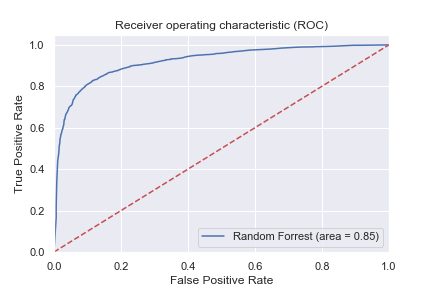 Receiver operating characteristic (ROC)
1.0
0.8
0.6
0.4
0.2
0.0
True Positive Rate
Random Forrest (area = 0.85)
0.0 0.2 0.4 0.6 0.8 1.0
False Positive Rate